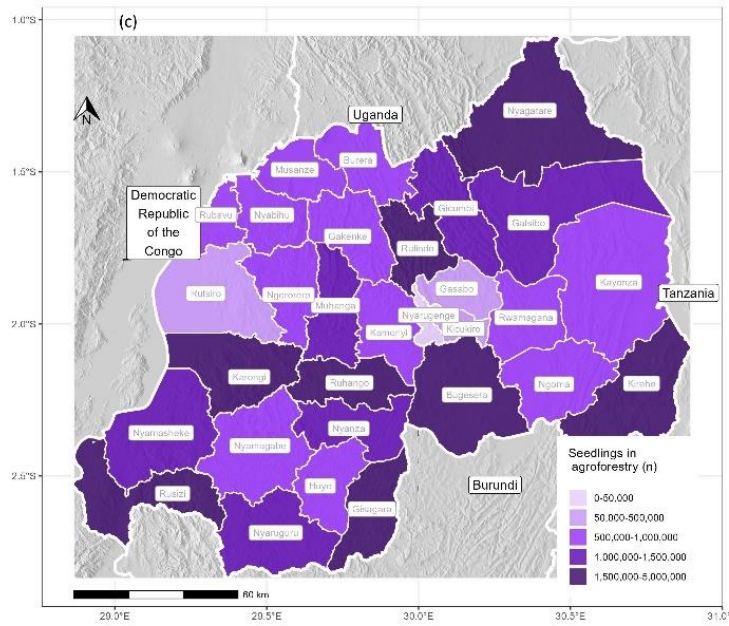 (c)
1.0°S
Nyagatare
N
Uganda
Burera
Musanze
1.5°S
Gicumbi
Democratic
Republic
of the
Congo
Rubavu
Nyabihu
Gatsibo
Gakenke
Rulindo
Kayonza
Gasabo
Rutsiro
Ngororero
Tanzania
Muhanga
Nyarugenge
Rwamagana
2.0°S
Kamonyi
Kicukiro
Karongi
Ruhango
Ngoma
Kirehe
Bugesera
Nyamasheke
Nyanza
Nyamagabe
Seedlings in
agroforestry (n)
2.5°S
Huye
Burundi
Rusizi
Gisagara
0-50,000
50,000-500,000
500,000-1,000,000
Nyaruguru
1,000,000-1,500,000
1,500,000-5,000,000
60 km
29.0°E
29.5°E
30.0°E
30.5°E
31.0°E